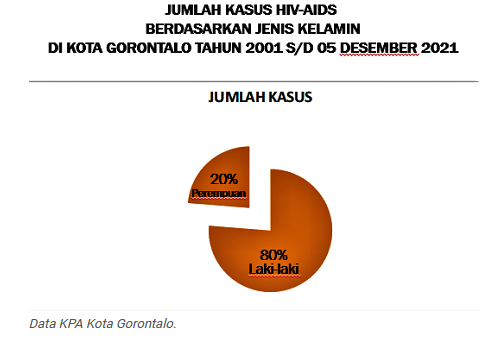 JUMLAH KASUS HIV-AIDS
BERDASARKAN JENIS KELAMIN
DI KOTA GORONTALO TAHUN 2001 S/D 05 DESEMBER 2021
JUMLAH KASUS
20%
Perempuan
80%
Laki-laki
Data KPA Kota Gorontalo.